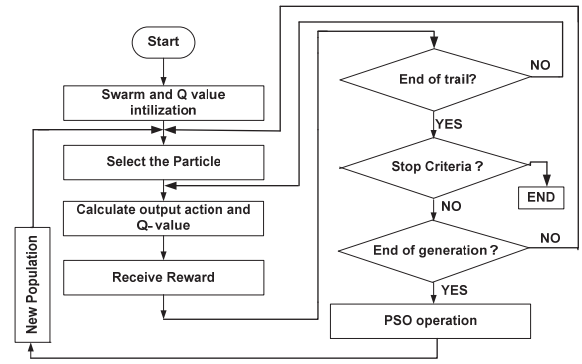 Start
Swarm and Q value
intilization
Select the Particle
Calculate output action and
Q- value
Receive Reward
New Population
End of trail?
NO
YES
Stop Criteria ?
END
NO
End of generation ?
NO
YES
PSO operation